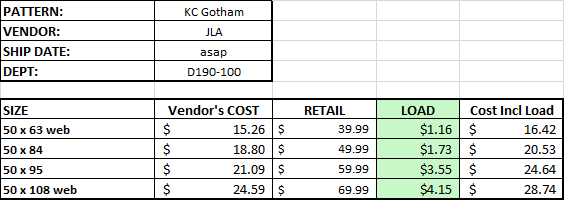 PATTERN: KC Gotham
VENDOR: JLA
SHIP DATE: asap
DEPT: D190-100
SIZE Vendor's COST RETAIL LOAD Cost Incl Load
50 x 63 web $ 15.26 $ 39.99 $1.16 $ 16.42
50 x 84 $ 18.80 $ 49.99 $1.73 $ 20.53
50 x 95 $ 21.09 $ 59.99 $3.55 $ 24.64
50 x 108 web $ 24.59 $ 69.99 $4.15 $ 28.74